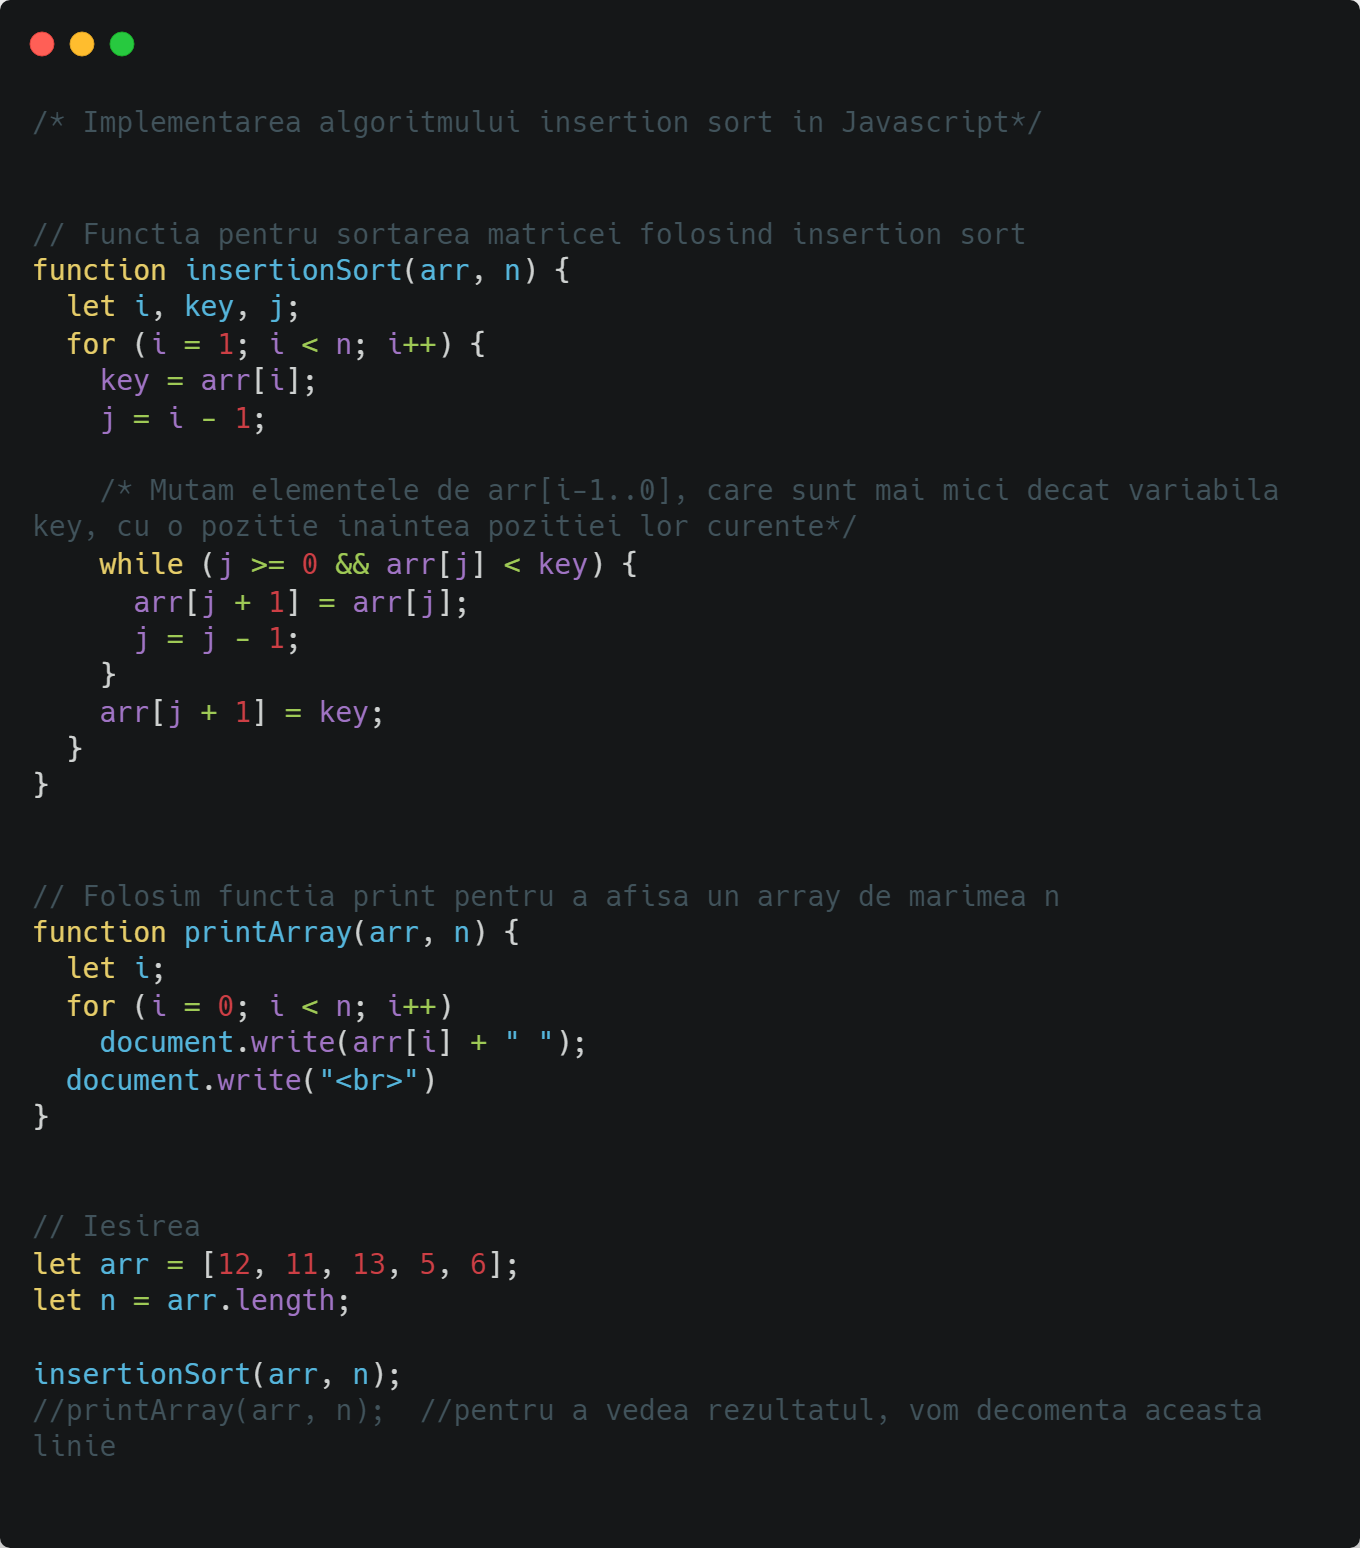 /* Implementarea algoritmului insertion sort in Javascript*/
// Functia pentru sortarea matricei folosind insertion sort
function insertionSort(arr, n) {
  let i, key, j;
  for (i = 1; i < n; i++) {
    key = arr[i];
    j = i - 1;
    /* Mutam elementele de arr[i-1..0], care sunt mai mici decat variabila
key, cu o pozitie inaintea pozitiei lor curente*/
    while (j >= 0 && arr[j] < key) {
      arr[j + 1] = arr[j];
      j = j - 1;
    }
    arr[j + 1] = key;
  }
}
// Folosim functia print pentru a afisa un array de marimea n
function printArray(arr, n) {
  let i;
  for (i = 0; i < n; i++)
    document.write(arr[i] + " ");
  document.write("<br>")
}
// Iesirea
let arr = [12, 11, 13, 5, 6];
let n = arr.length;
insertionSort(arr, n);
//printArray(arr, n);  //pentru a vedea rezultatul, vom decomenta aceasta
linie